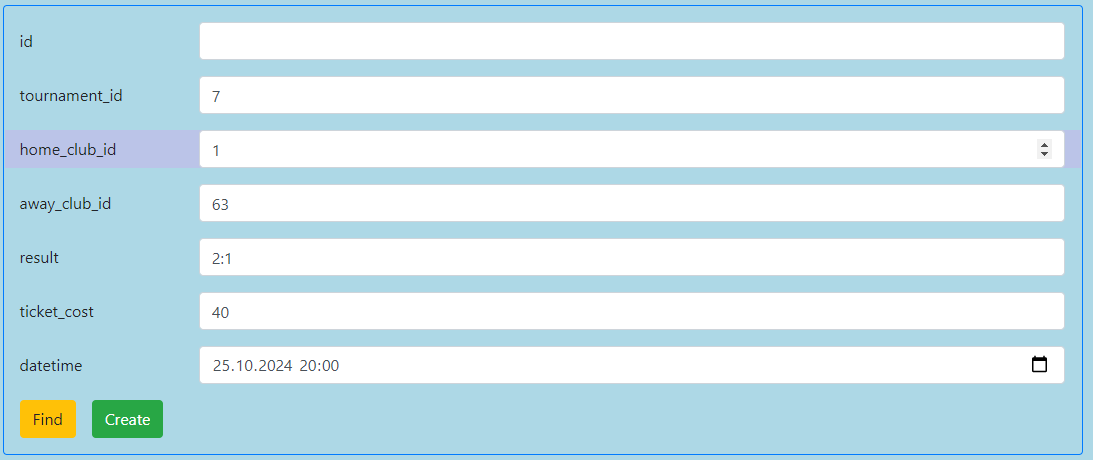 id
tournament_id 7
home_club_id 1
away_club_id 63
result 2:1
ticket_cost 40
datetime 25.10.2024 20:00
Find Create